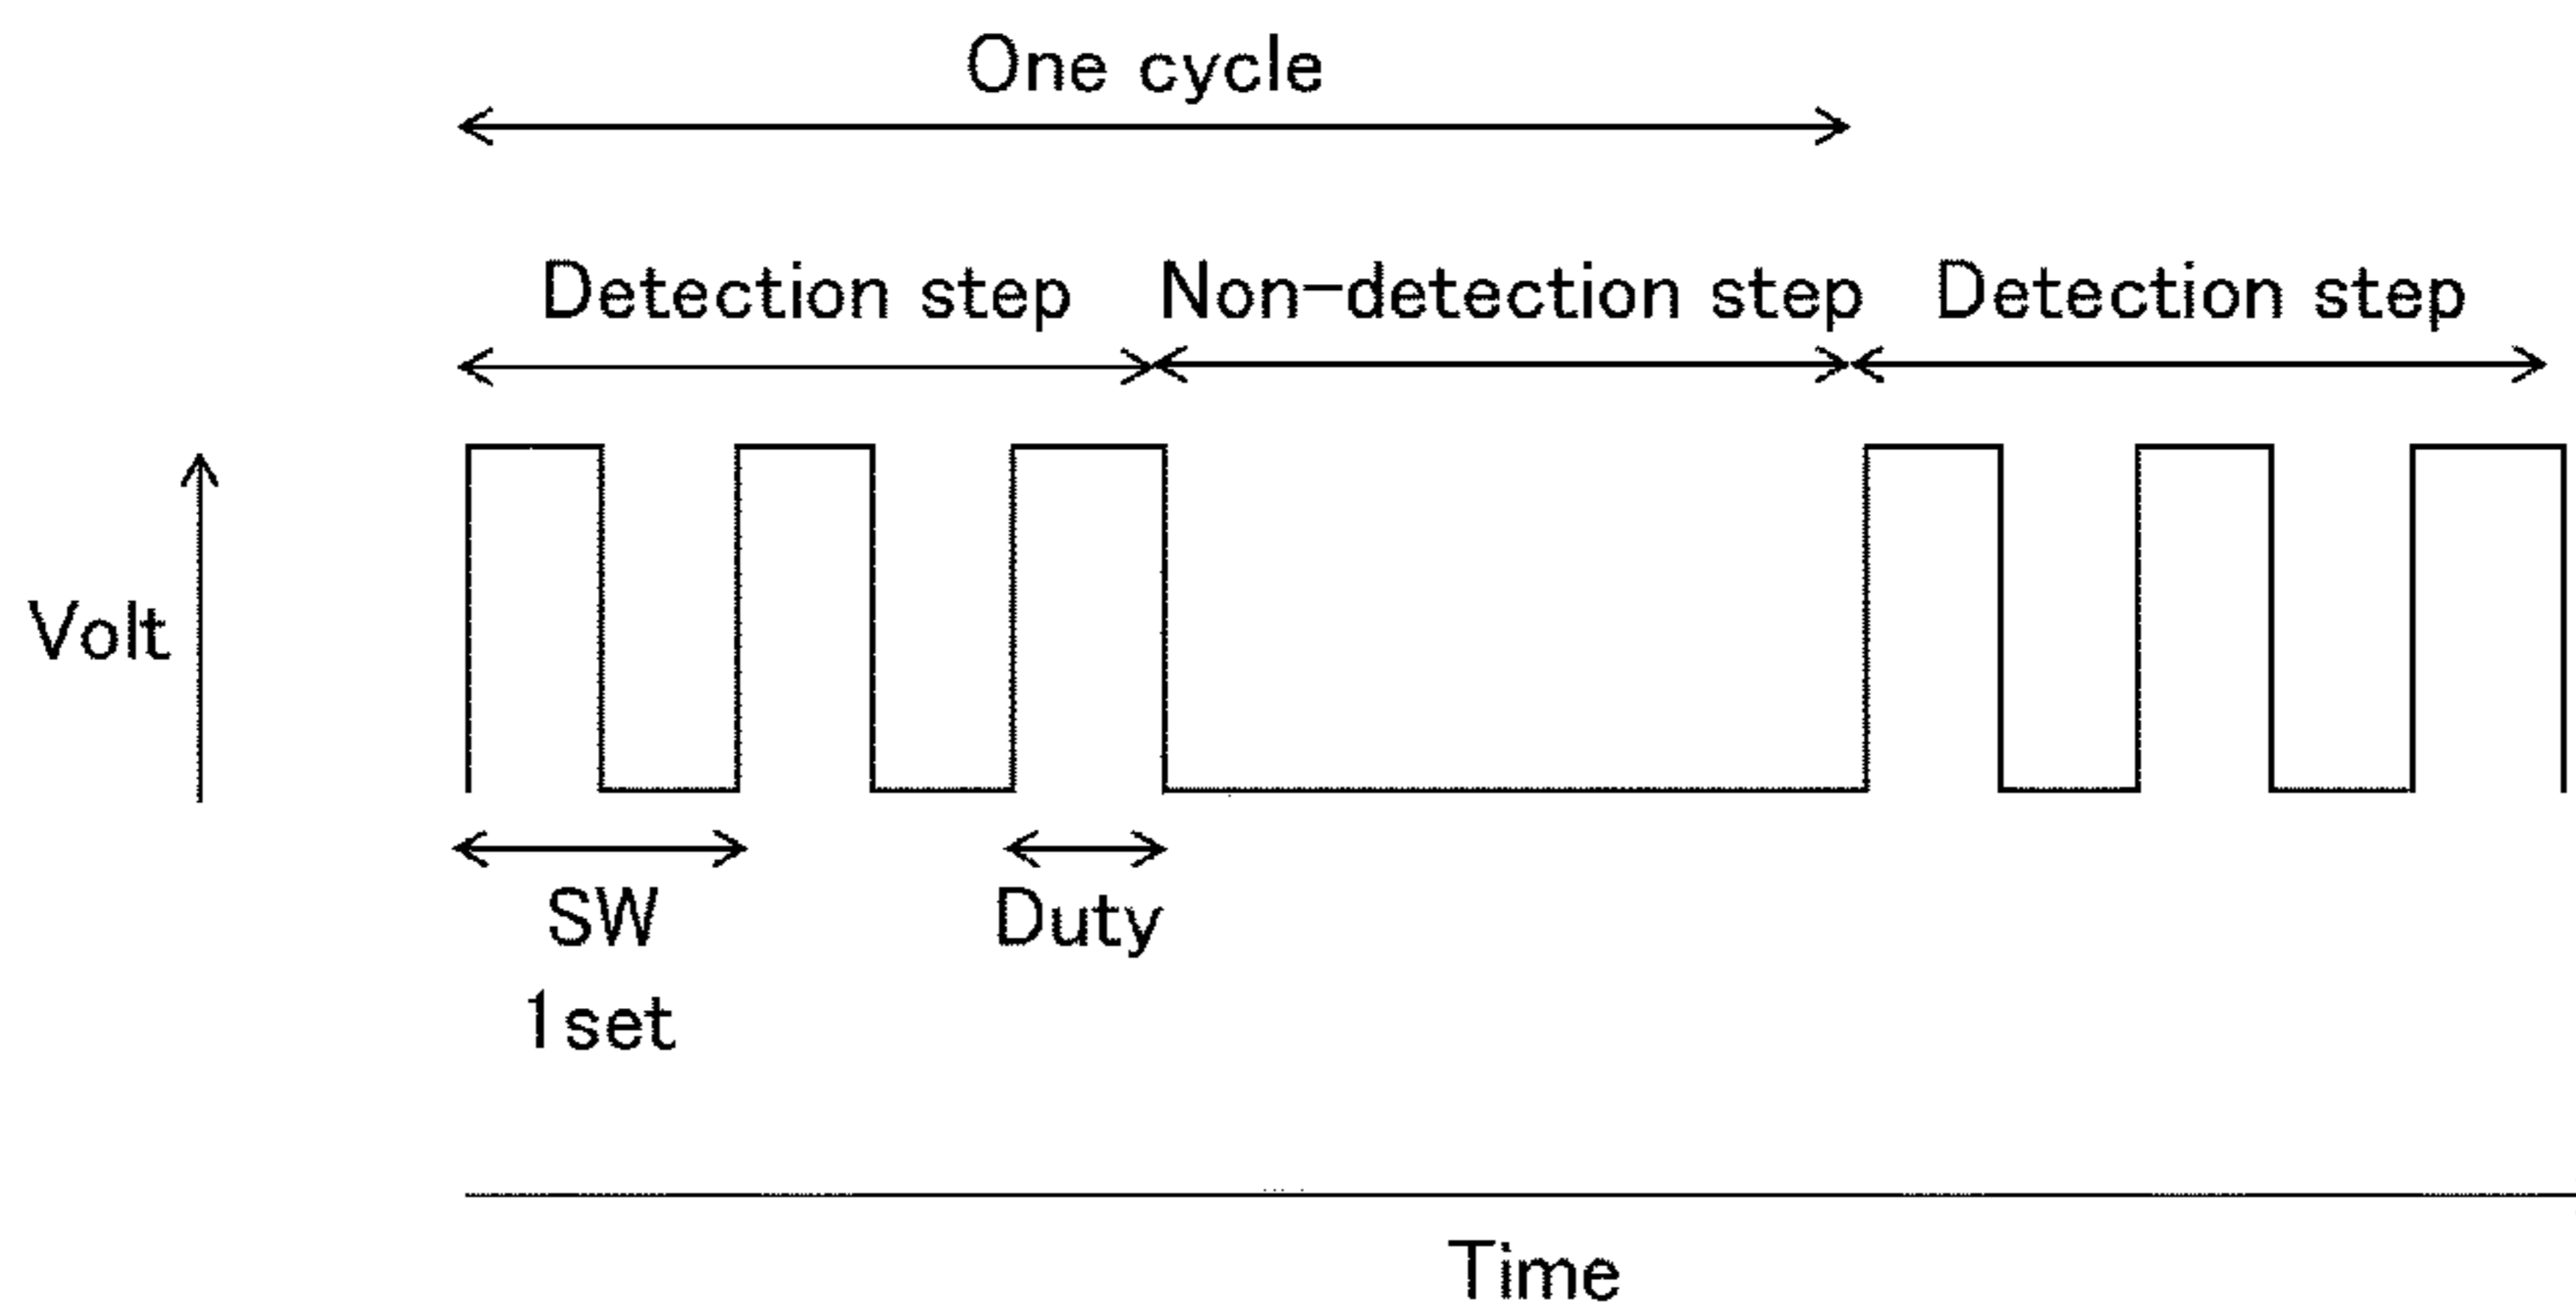 One cycle
Detection step
Non-detection step
Detection step
Volt
SW
1set
Duty
Time